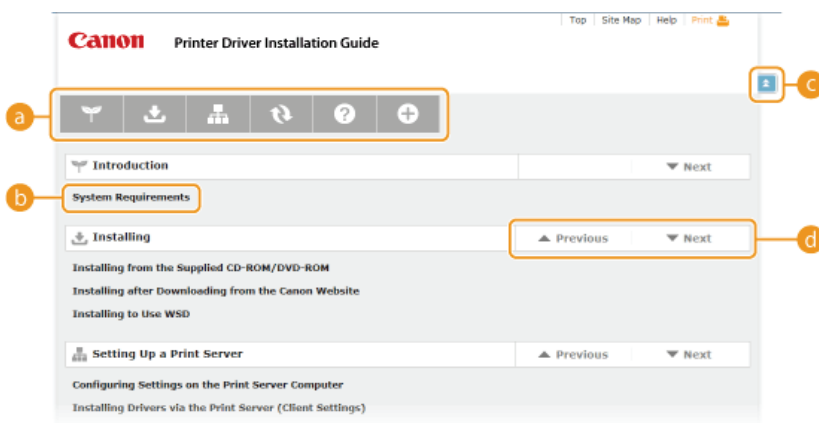 Top | Site Map | Help | Print
Canon Printer Driver Installation Guide
c
a
?
Introduction Next
b
System Requirements
Installing Previous Next
d
Installing from the Supplied CD-ROM/DVD-ROM
Installing after Downloading from the Canon Website
Installing to Use WSD
Setting Up a Print Server Previous Next
Configuring Settings on the Print Server Computer
Installing Drivers via the Print Server (Client Settings)